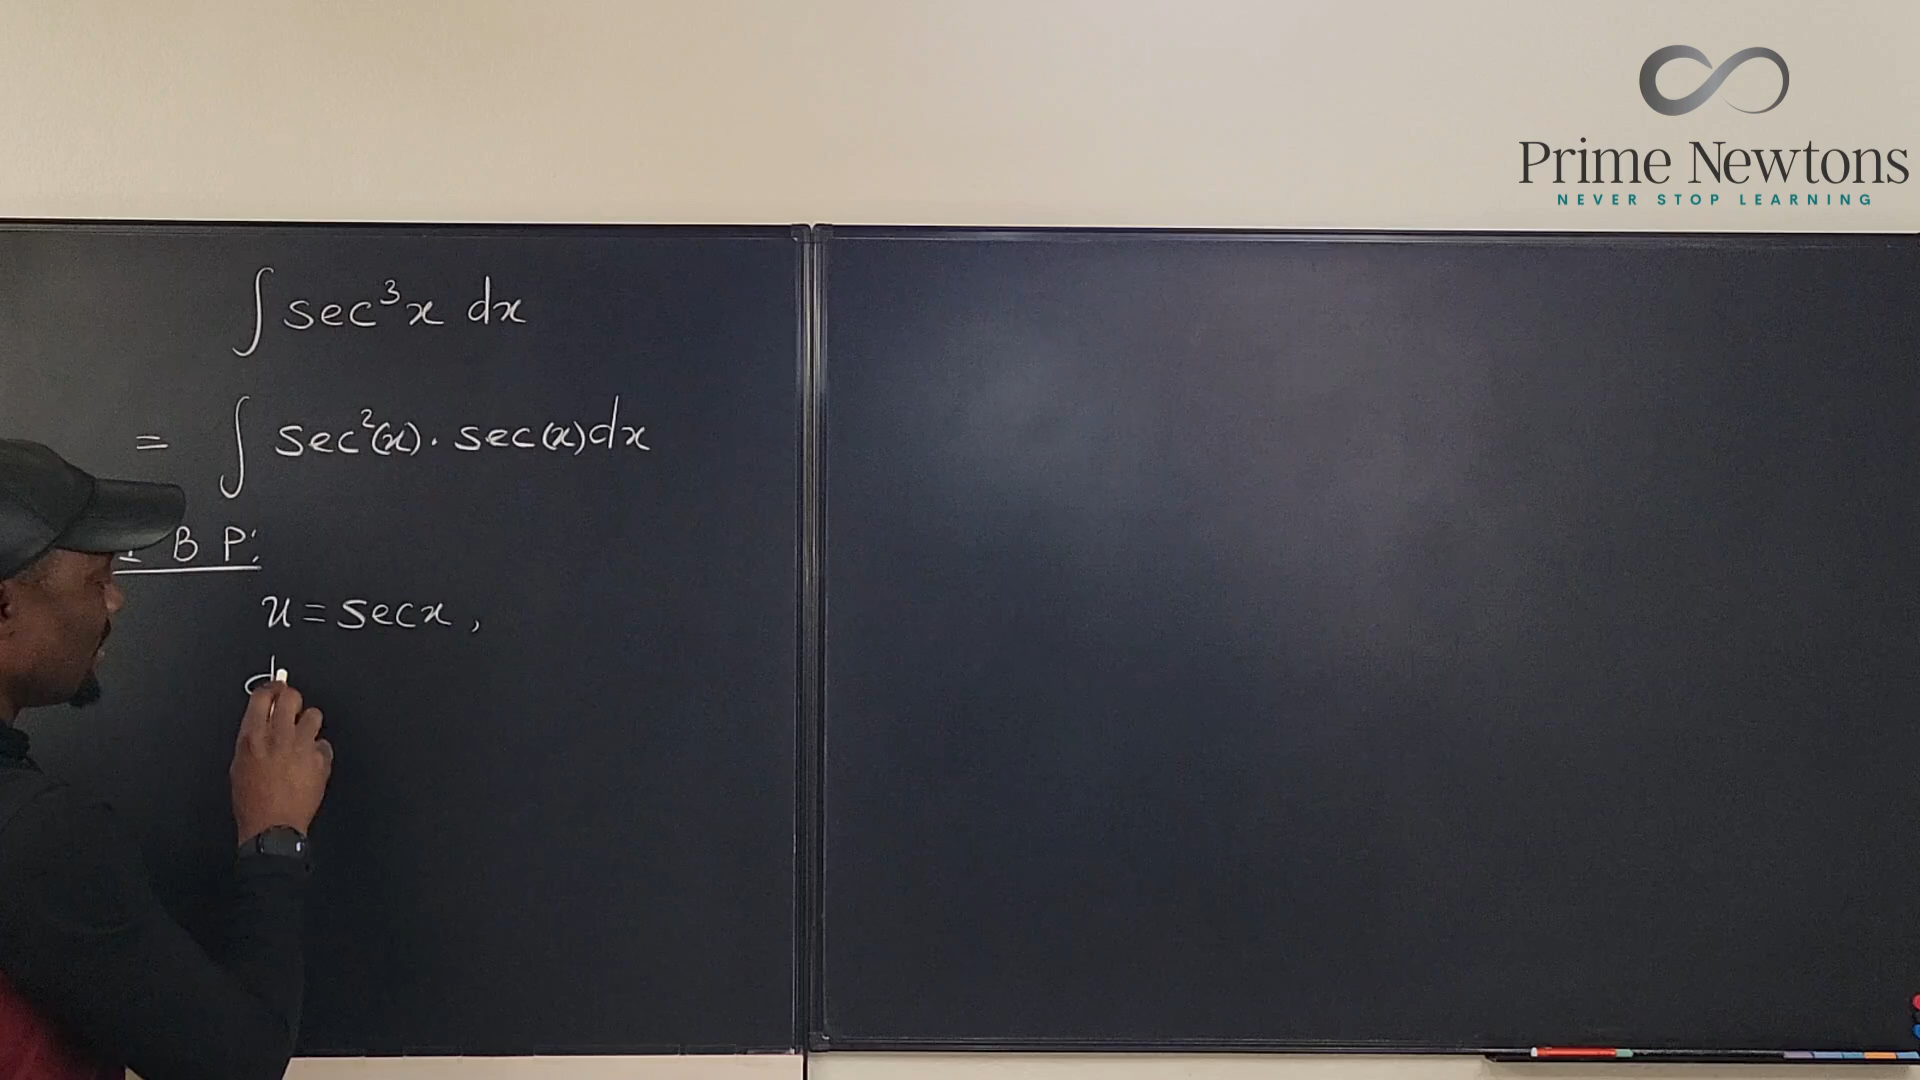 Prime Newtons
NEVER STOP LEARNING
∫ sec³x dx
= ∫ sec²(x) · sec(x)dx
I B P:
u = secx ,
d